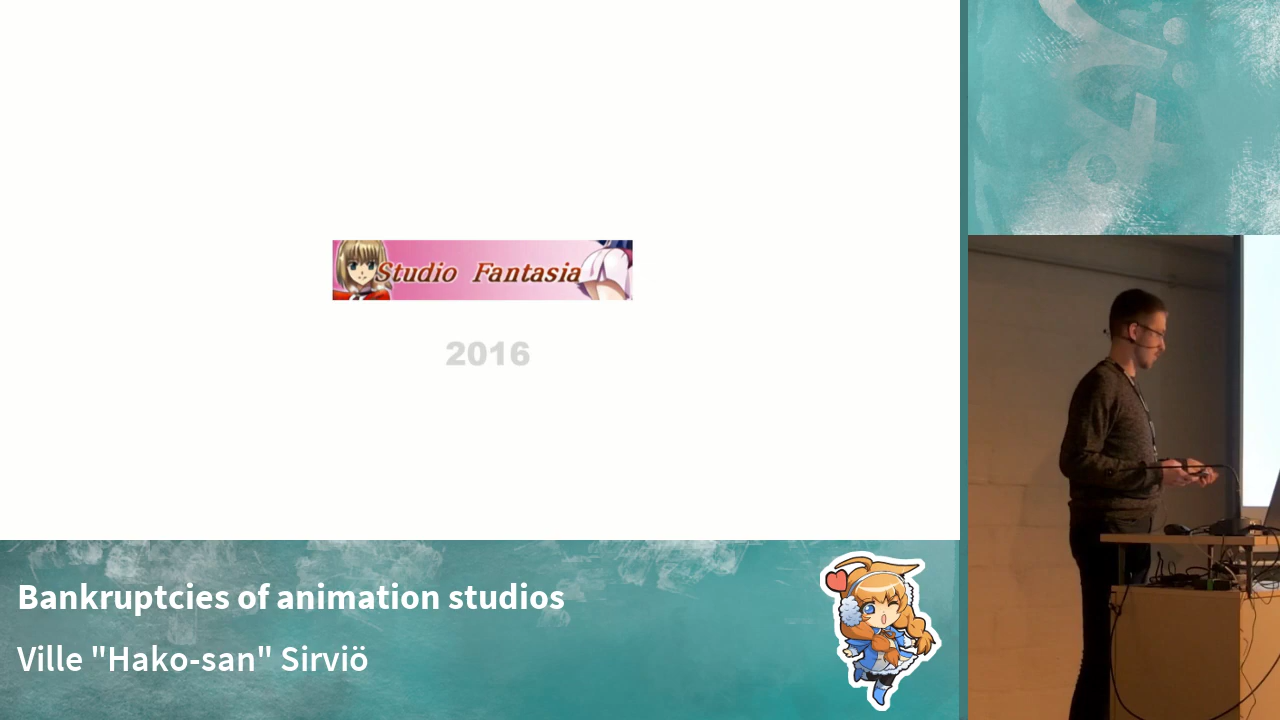 Studio Fantasia
2016
Bankruptcies of animation studios
Ville "Hako-san" Sirviö